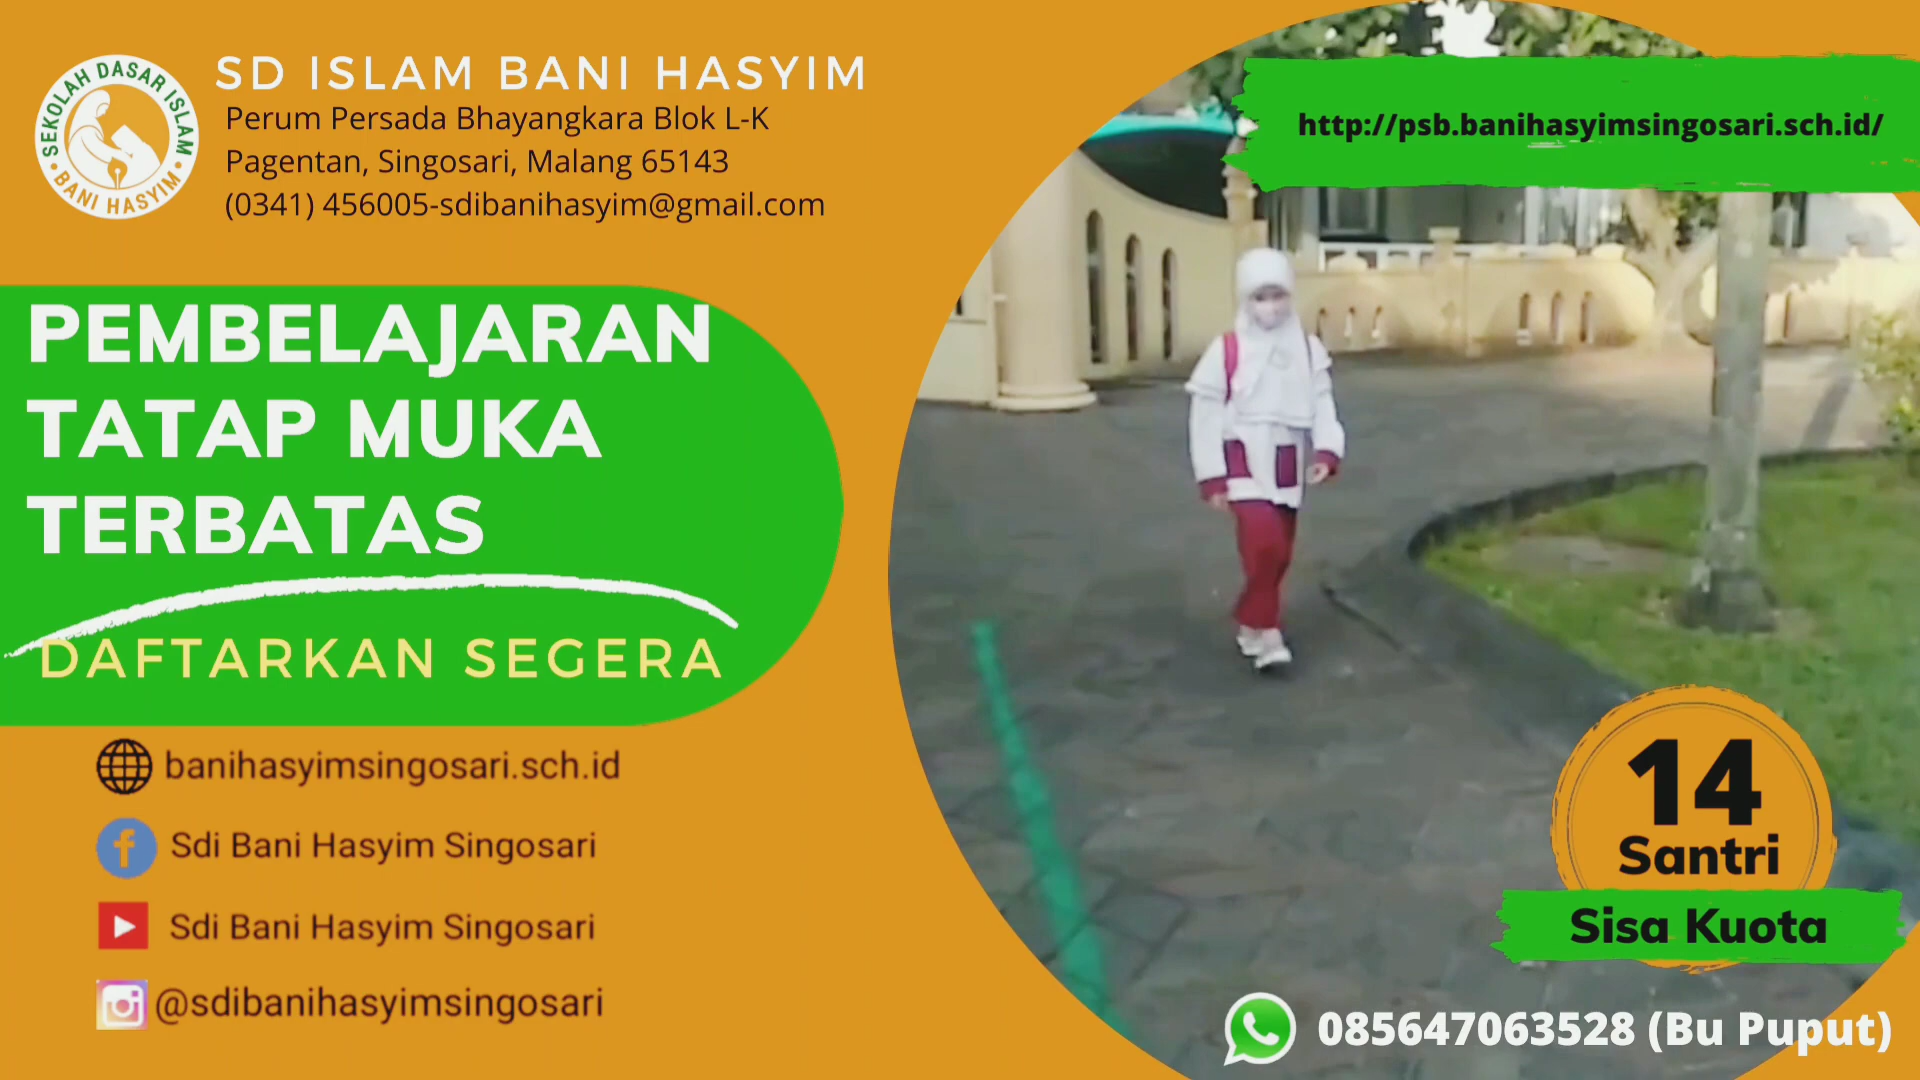 SEKOLAH DASAR ISLAM
• BANI HASYIM •
SD ISLAM BANI HASYIM
Perum Persada Bhayangkara Blok L-K
Pagentan, Singosari, Malang 65143
(0341) 456005-sdibanihasyim@gmail.com
http://psb.banihasyimsingosari.sch.id/
PEMBELAJARAN
TATAP MUKA
TERBATAS
DAFTARKAN SEGERA
banihasyimsingosari.sch.id
Sdi Bani Hasyim Singosari
Sdi Bani Hasyim Singosari
@sdibanihasyimsingosari
14
Santri
Sisa Kuota
085647063528 (Bu Puput)